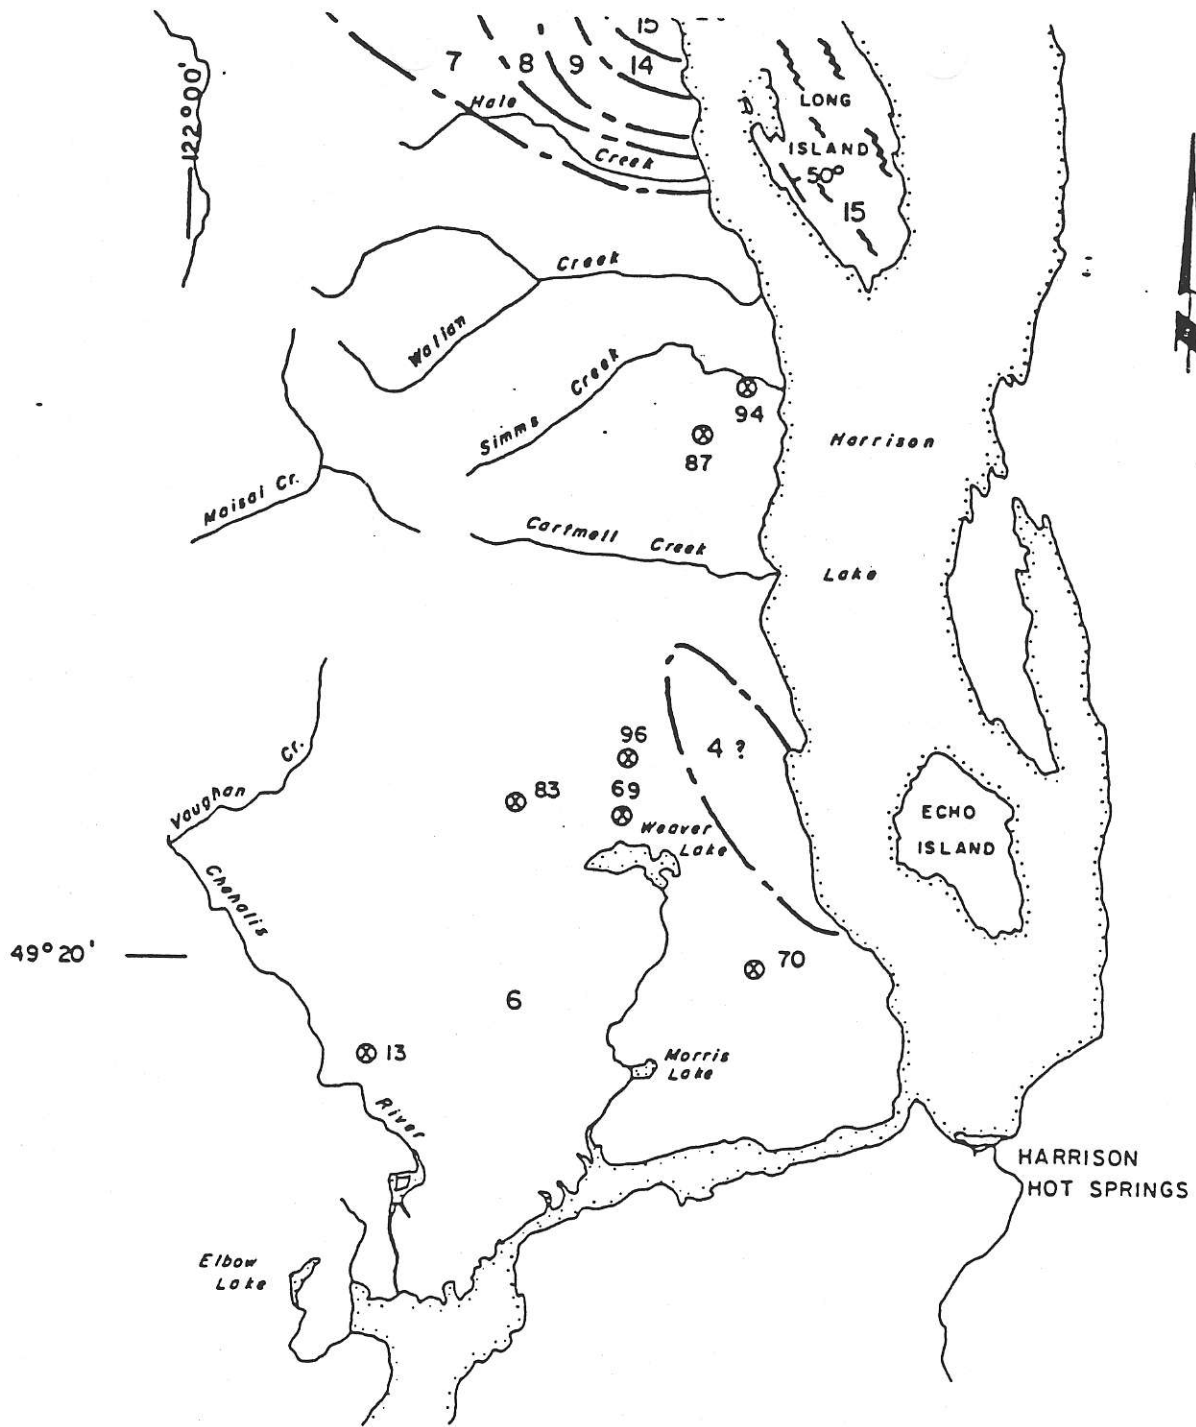 15
7
8
9
14
122°00'
Hale
Creek
LONG
ISLAND
50°
15
Creek
Walian
Simms Creek
94
87
Harrison
Maisal Cr.
Cartmell Creek
Lake
96
4 ?
83
69
Vaughan Cr.
Weaver
Lake
ECHO
ISLAND
Chehalis
49°20'
70
6
13
Morris
Lake
River
HARRISON
HOT SPRINGS
Elbow
Lake